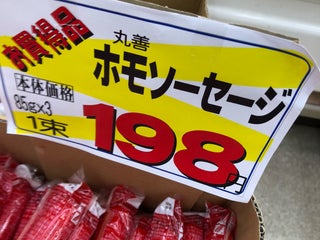 お買得品
丸善
ホモソーセージ
本体価格
85g×3
1束
198円